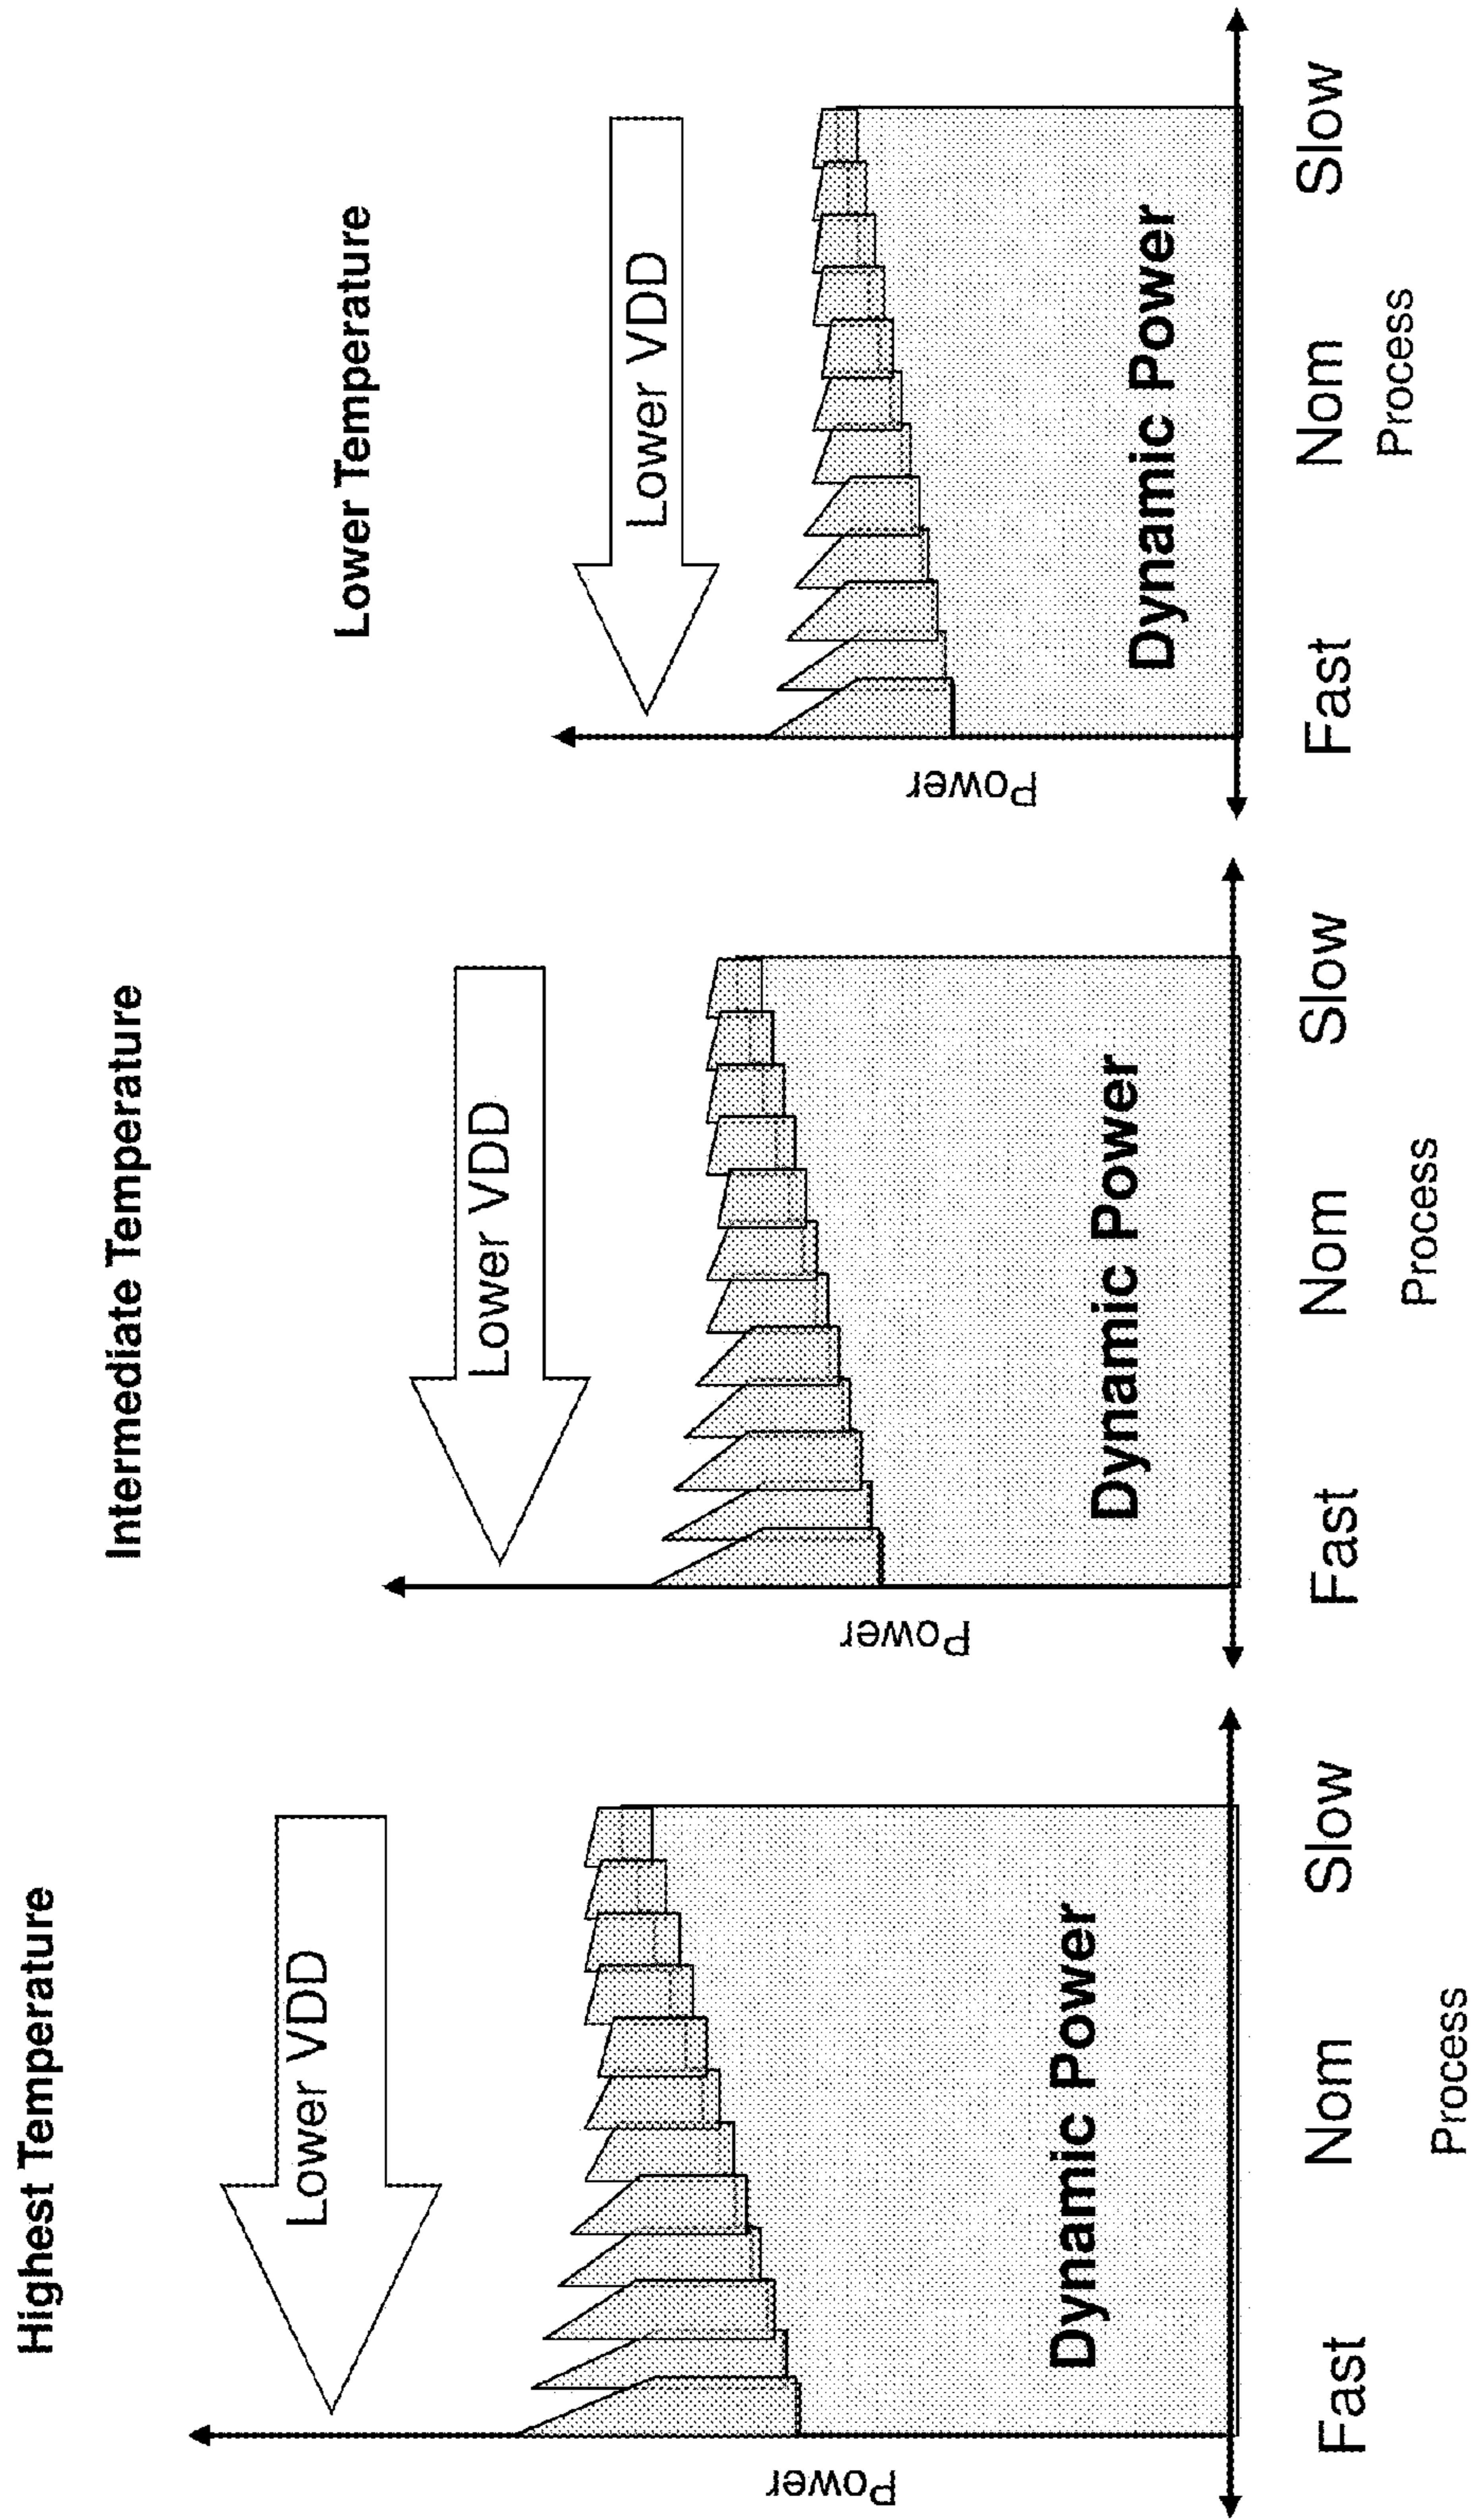 Highest Temperature
Lower VDD
Power
Dynamic Power
Fast Nom Slow
Process
Intermediate Temperature
Lower VDD
Power
Dynamic Power
Fast Nom Slow
Process
Lower Temperature
Lower VDD
Power
Dynamic Power
Fast Nom Slow
Process